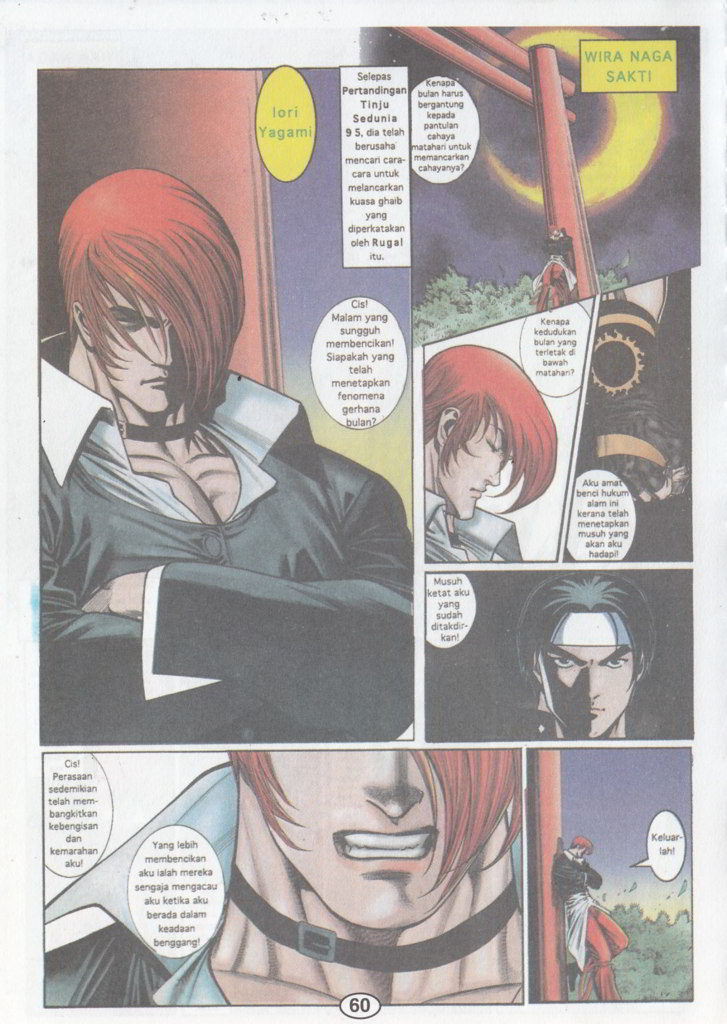 WIRA NAGA
SAKTI
Iori
Yagami
Selepas
Pertandingan
Tinju
Sedunia
95, dia telah
berusaha
mencari cara-
cara untuk
melancarkan
kuasa ghaib
yang
diperkatakan
oleh Rugal
itu.
Kenapa
bulan harus
bergantung
kepada
pantulan
cahaya
matahari untuk
memancarkan
cahayanya?
Cis!
Malam yang
sungguh
membencikan!
Siapakah yang
telah
menetapkan
fenomena
gerhana
bulan?
Kenapa
kedudukan
bulan yang
terletak di
bawah
matahari?
Aku amat
benci hukum
alam ini
kerana telah
menetapkan
musuh yang
akan aku
hadapi!
Musuh
ketat aku
yang
sudah
ditakdir-
kan!
Cis!
Perasaan
sedemikian
telah mem-
bangkitkan
kebengisan
dan
kemarahan
aku!
Yang lebih
membencikan
aku ialah mereka
sengaja mengacau
aku ketika aku
berada dalam
keadaan
benggang!
Keluar-
lah!
60